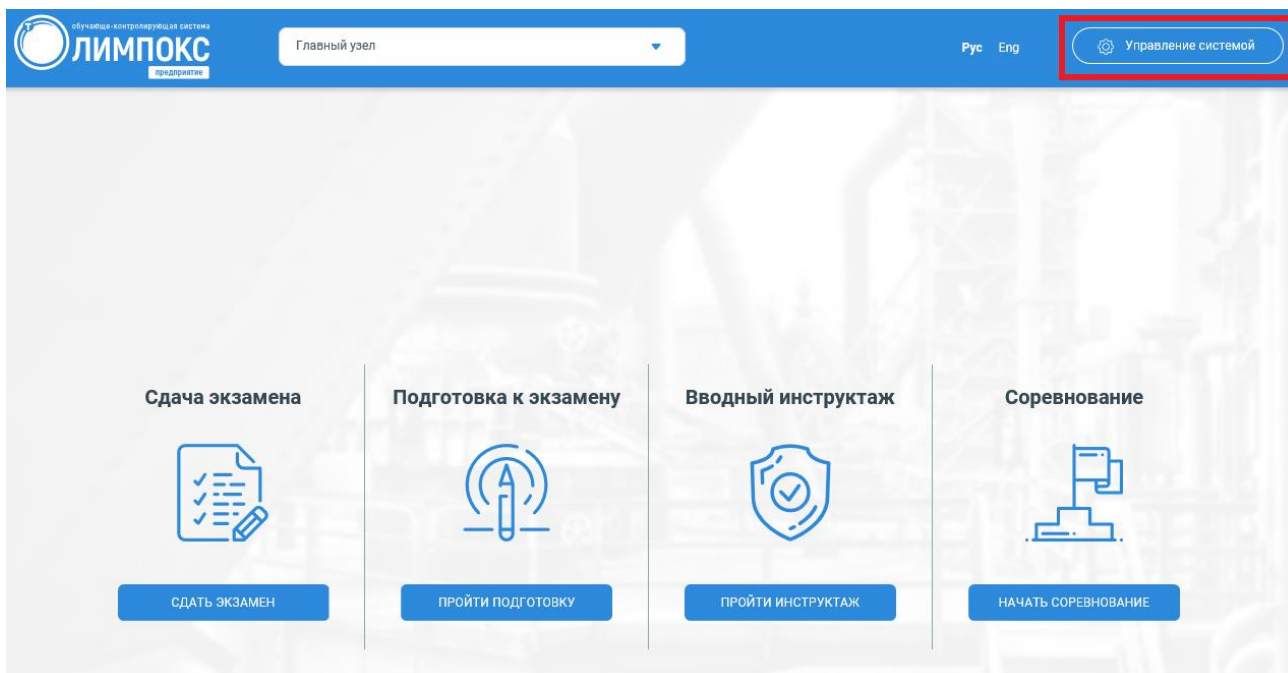 обучающе-контролирующая система
ОЛИМПОКС
предприятие
Главный узел
Рус Eng
Управление системой
Сдача экзамена
Подготовка к экзамену
Вводный инструктаж
Соревнование
СДАТЬ ЭКЗАМЕН
ПРОЙТИ ПОДГОТОВКУ
ПРОЙТИ ИНСТРУКТАЖ
НАЧАТЬ СОРЕВНОВАНИЕ